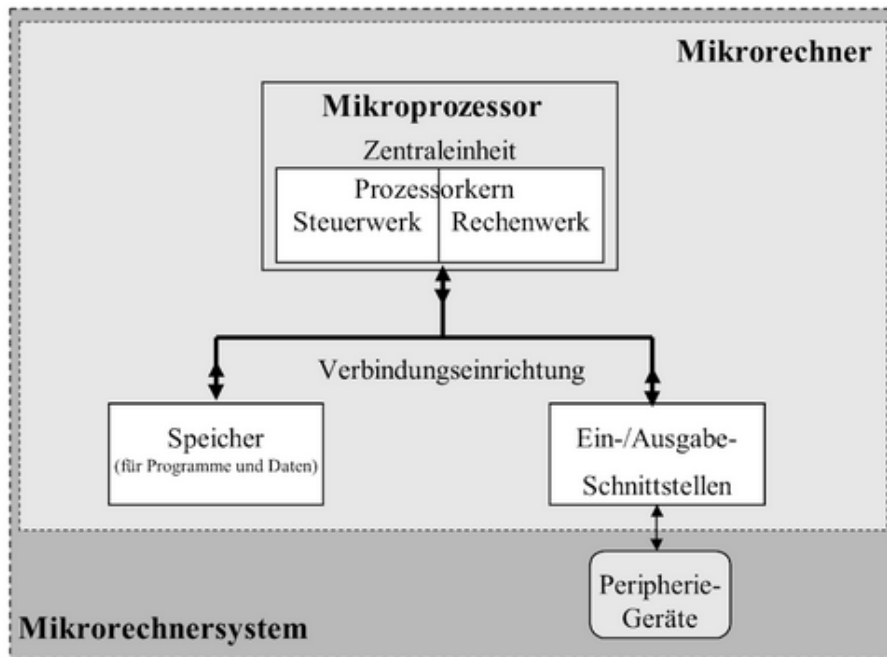 Mikrorechner
Mikroprozessor
Zentraleinheit
Prozessorkern
Steuerwerk Rechenwerk
Verbindungseinrichtung
Speicher
(für Programme und Daten)
Ein-/Ausgabe-
Schnittstellen
Peripherie-
Geräte
Mikrorechnersystem